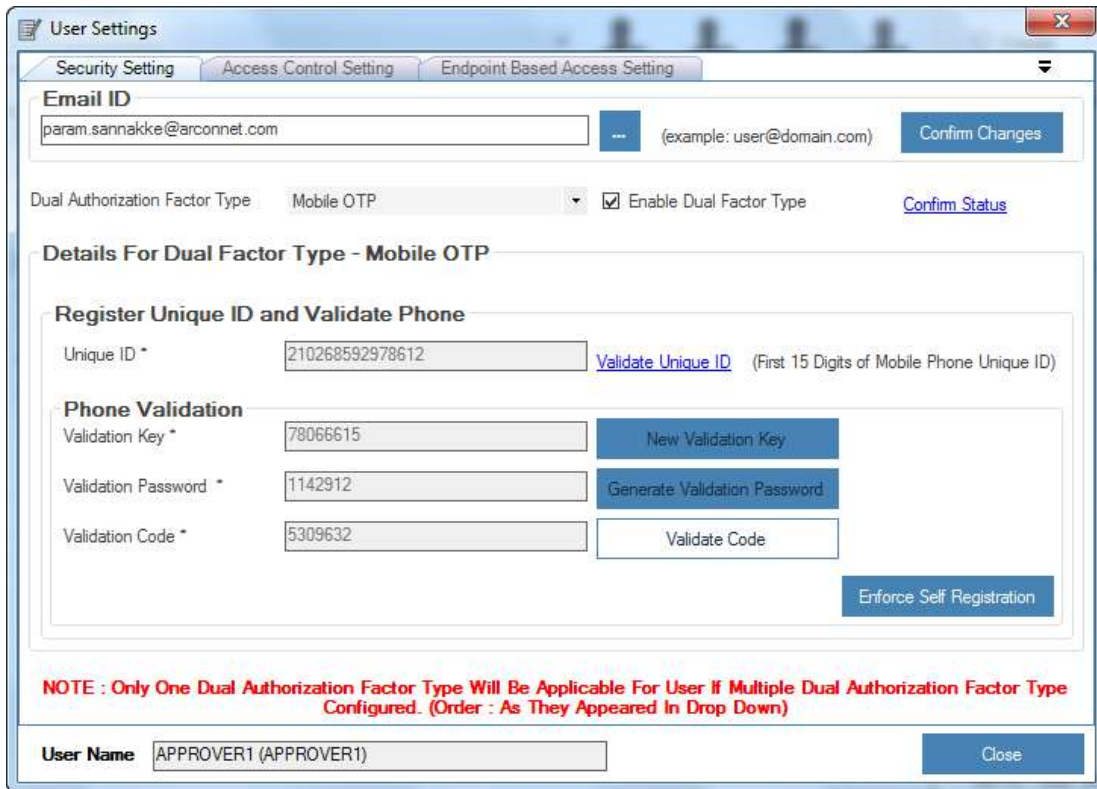 User Settings
Security Setting Access Control Setting Endpoint Based Access Setting
Email ID
param.sannakke@arconnet.com ... (example: user@domain.com) Confirm Changes
Dual Authorization Factor Type Mobile OTP Enable Dual Factor Type Confirm Status
Details For Dual Factor Type - Mobile OTP
Register Unique ID and Validate Phone
Unique ID * 210268592978612 Validate Unique ID (First 15 Digits of Mobile Phone Unique ID)
Phone Validation
Validation Key * 78066615 New Validation Key
Validation Password * 1142912 Generate Validation Password
Validation Code * 5309632 Validate Code
Enforce Self Registration
NOTE : Only One Dual Authorization Factor Type Will Be Applicable For User If Multiple Dual Authorization Factor Type
Configured. (Order : As They Appeared In Drop Down)
User Name APPROVER1 (APPROVER1) Close